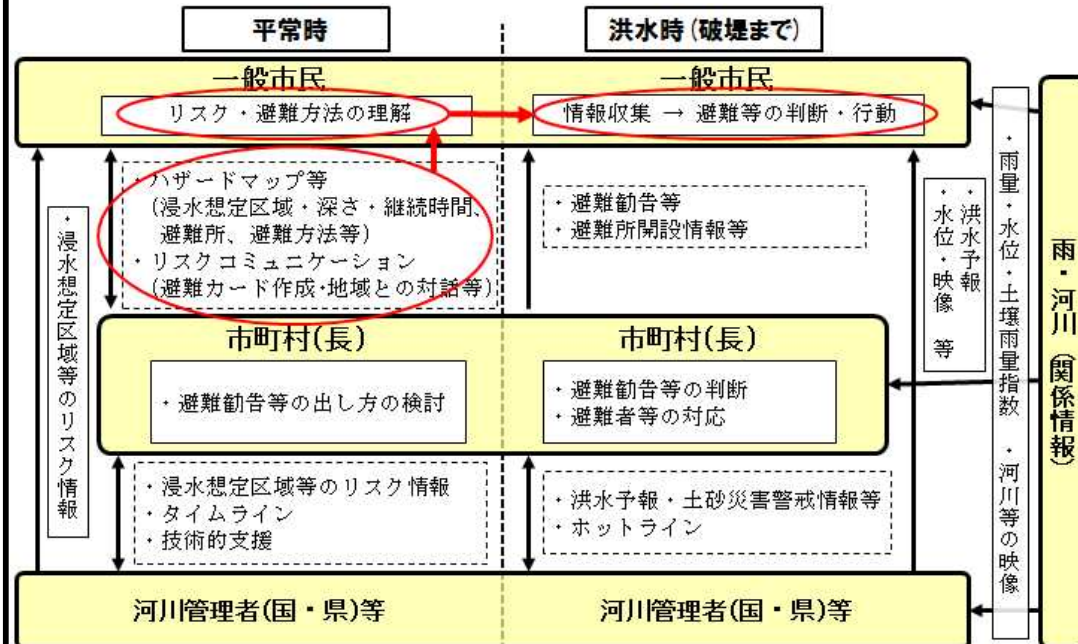 平常時
洪水時(破堤まで)
一般市民
リスク・避難方法の理解
一般市民
情報収集 → 避難等の判断・行動
・浸水想定区域等のリスク情報
・ハザードマップ等
(浸水想定区域・深さ・継続時間、
避難所、避難方法等)
・リスクコミュニケーション
(避難カード作成・地域との対話等)
・避難勧告等
・避難所開設情報等
・洪水予報
・水位・映像 等
・雨量・水位・土壌雨量指数 ・河川等の映像
雨・河川(関係情報)
市町村(長)
・避難勧告等の出し方の検討
市町村(長)
・避難勧告等の判断
・避難者等の対応
・浸水想定区域等のリスク情報
・タイムライン
・技術的支援
・洪水予報・土砂災害警戒情報等
・ホットライン
河川管理者(国・県)等
河川管理者(国・県)等